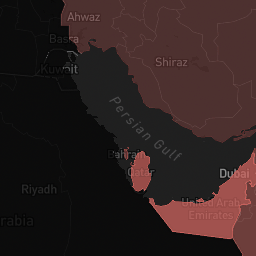 Ahwaz
Basra
Kuwait
Shiraz
Persian Gulf
Bahrain
Qatar
Dubai
Riyadh
United Arab
Emirates